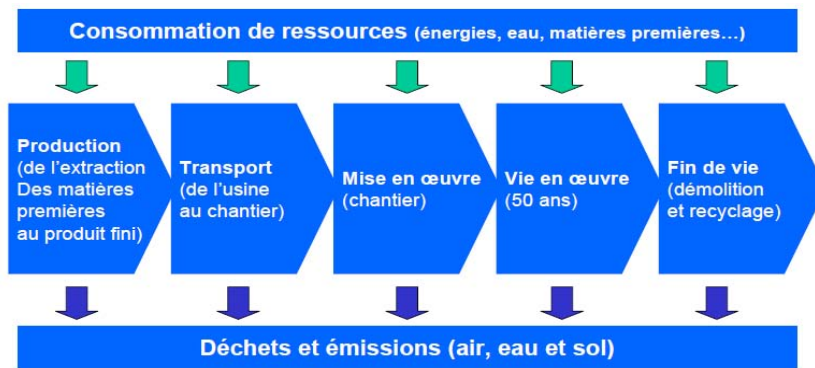 Consommation de ressources (énergies, eau, matières premières…)
Production
(de l'extraction
Des matières
premières
au produit fini)
Transport
(de l'usine
au chantier)
Mise en œuvre
(chantier)
Vie en œuvre
(50 ans)
Fin de vie
(démolition
et recyclage)
Déchets et émissions (air, eau et sol)